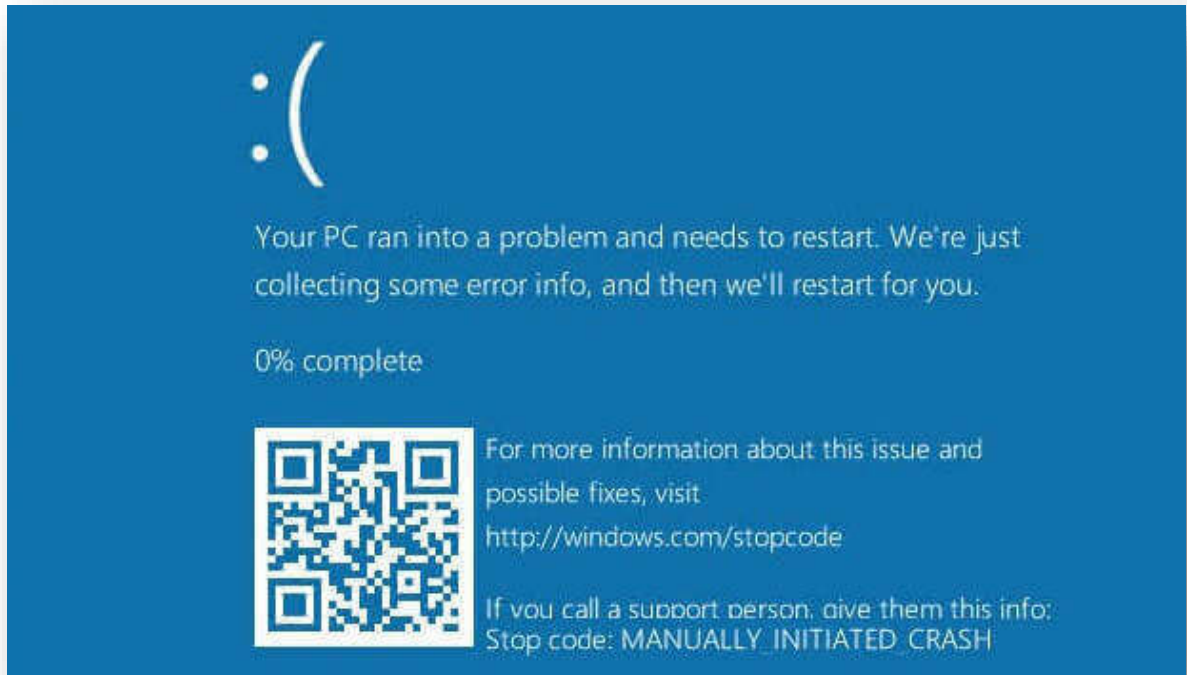 :(
Your PC ran into a problem and needs to restart. We're just
collecting some error info, and then we'll restart for you.
0% complete
For more information about this issue and
possible fixes, visit
http://windows.com/stopcode
If you call a support person, give them this info:
Stop code: MANUALLY_INITIATED_CRASH